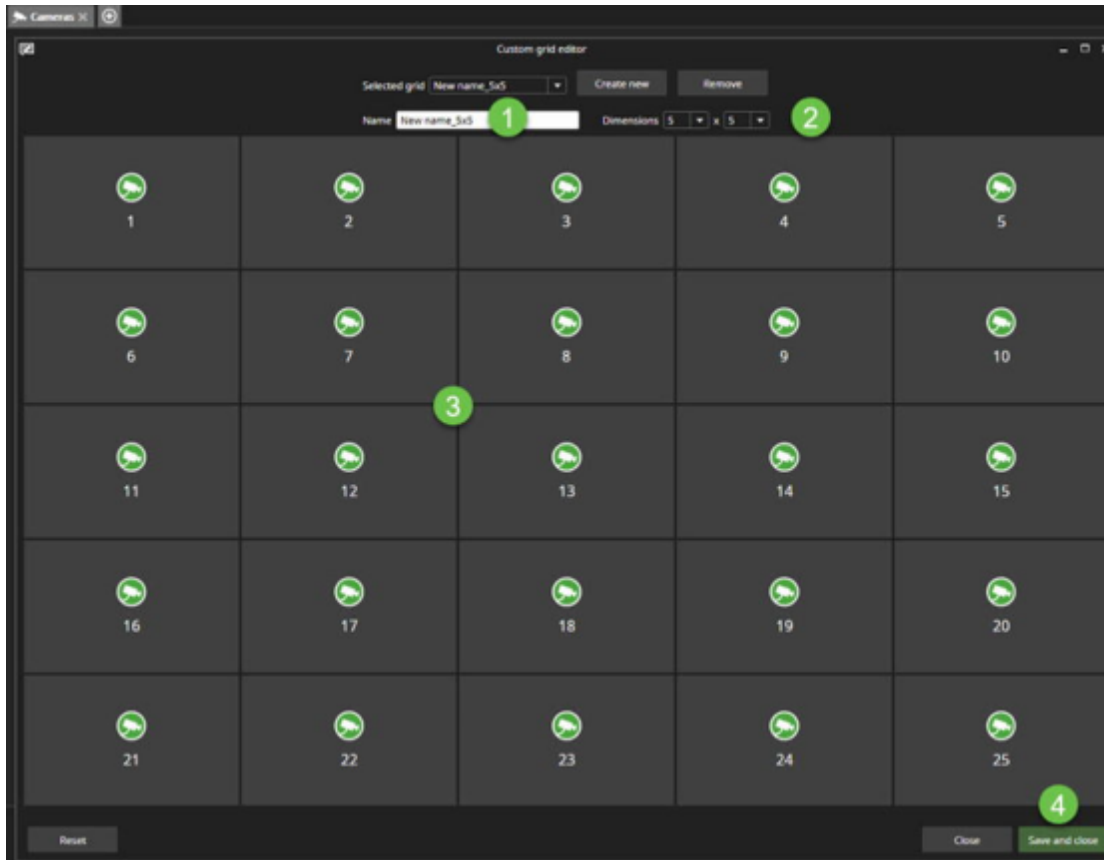 Cameras
Custom grid editor
Selected grid New name_5x5 Create new Remove
Name New name_5x5 1 Dimensions 5 x 5 2
1 2 3 4 5
6 7 8 9 10
3
11 12 13 14 15
16 17 18 19 20
21 22 23 24 25
4
Reset Close Save and close